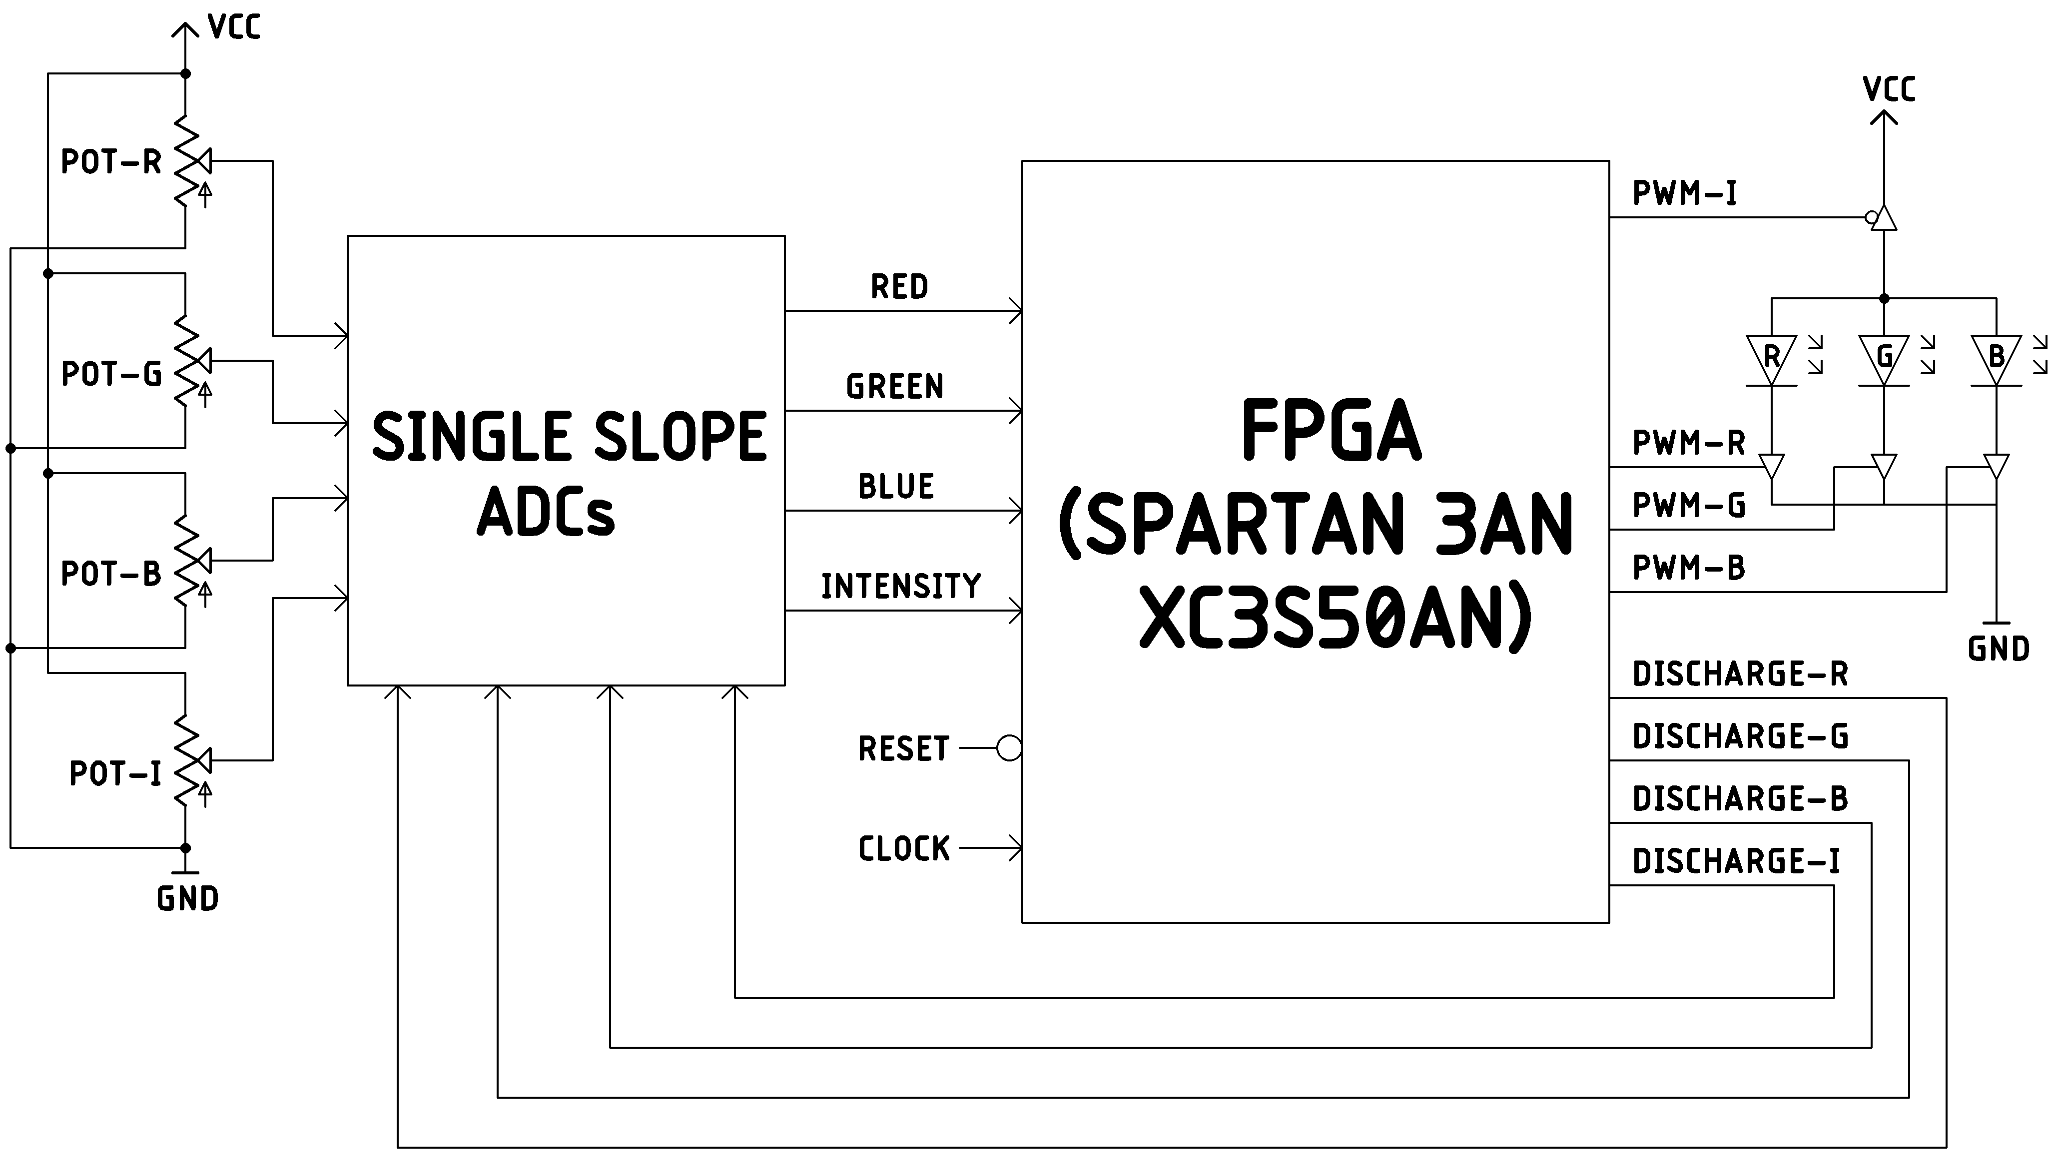 VCC
POT-R
POT-G
POT-B
POT-I
GND
SINGLE SLOPE
ADCs
RED
GREEN
BLUE
INTENSITY
RESET
CLOCK
FPGA
(SPARTAN 3AN
XC3S50AN)
PWM-I
PWM-R
PWM-G
PWM-B
DISCHARGE-R
DISCHARGE-G
DISCHARGE-B
DISCHARGE-I
VCC
R
G
B
GND